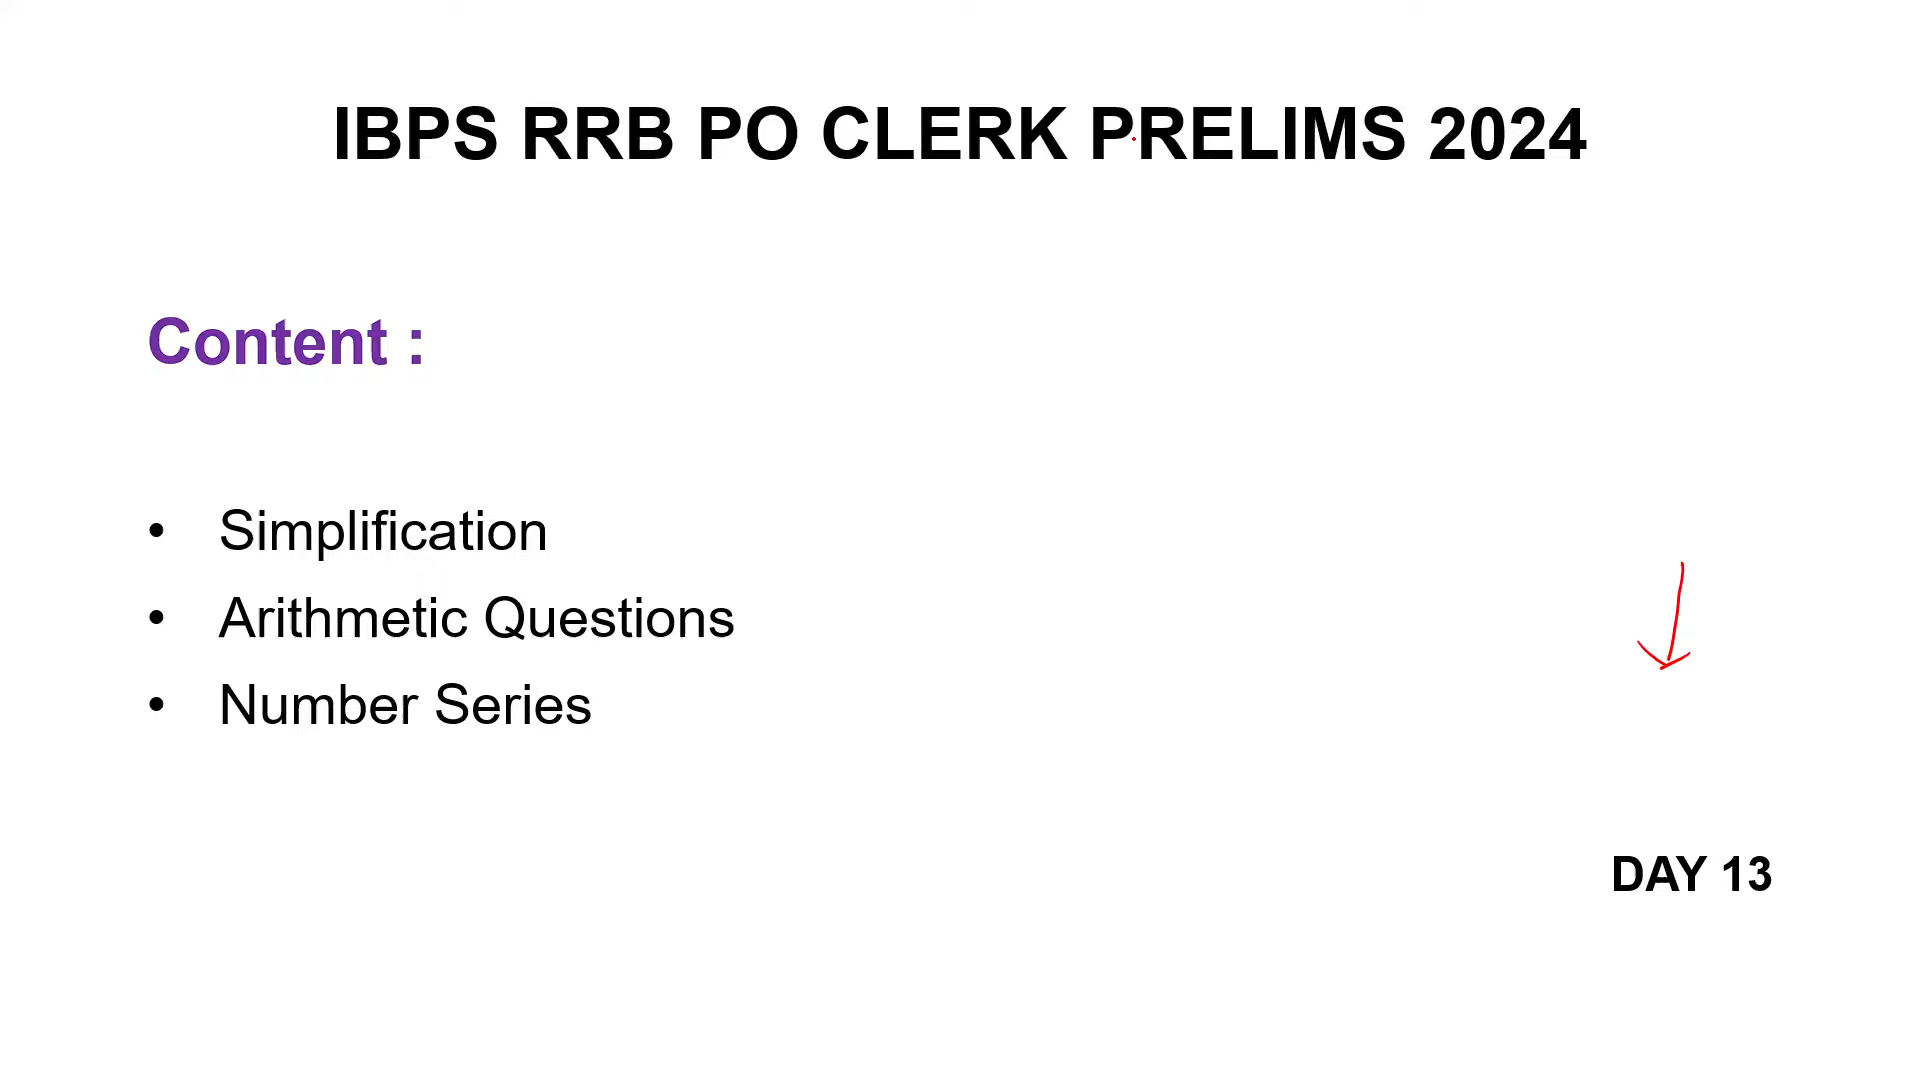 IBPS RRB PO CLERK PRELIMS 2024
Content :
• Simplification
• Arithmetic Questions
• Number Series
DAY 13